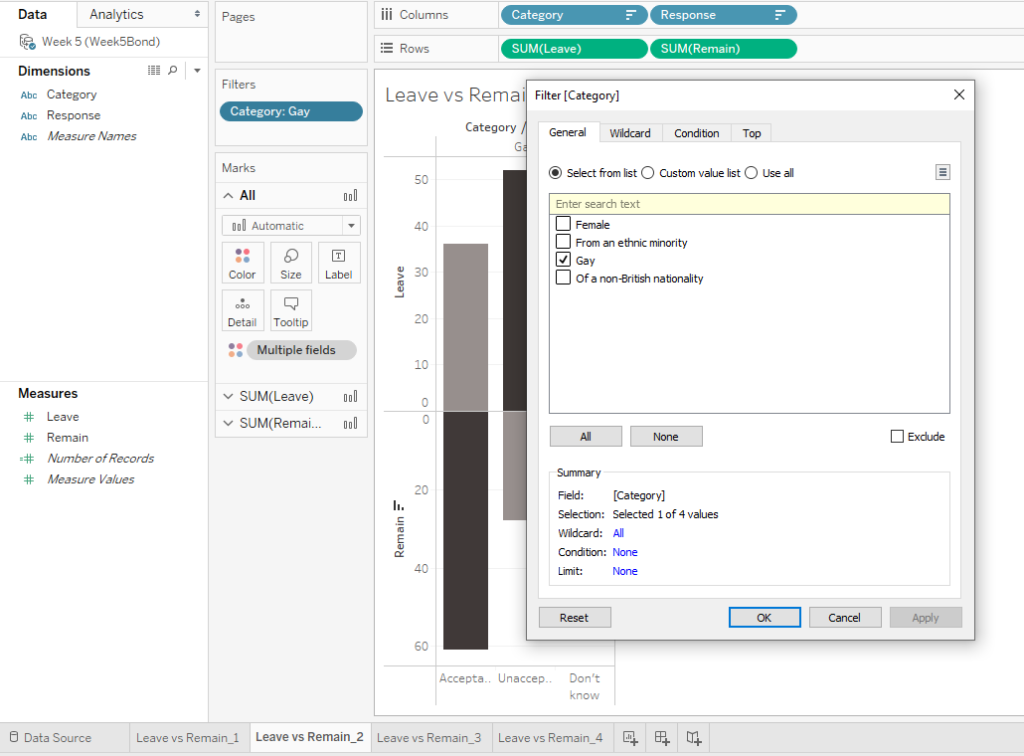 Data
Analytics
Week 5 (Week5Bond)
Dimensions
Abc Category
Abc Response
Abc Measure Names
Measures
# Leave
# Remain
# Number of Records
# Measure Values
Pages
Filters
Category: Gay
Marks
All
Automatic
Color
Size
T
Label
Detail
Tooltip
Multiple fields
SUM(Leave)
SUM(Remai...
Columns
Category
Response
Rows
SUM(Leave)
SUM(Remain)
Leave vs Remai
Category /
Ga
Leave
50
40
30
20
10
0
Remain
0
20
40
60
Accepta..
Unaccep..
Don't
know
Filter [Category]
General
Wildcard
Condition
Top
Select from list
Custom value list
Use all
Enter search text
Female
From an ethnic minority
Gay
Of a non-British nationality
All
None
Exclude
Summary
Field: [Category]
Selection: Selected 1 of 4 values
Wildcard: All
Condition: None
Limit: None
Reset
OK
Cancel
Apply
Data Source
Leave vs Remain_1
Leave vs Remain_2
Leave vs Remain_3
Leave vs Remain_4